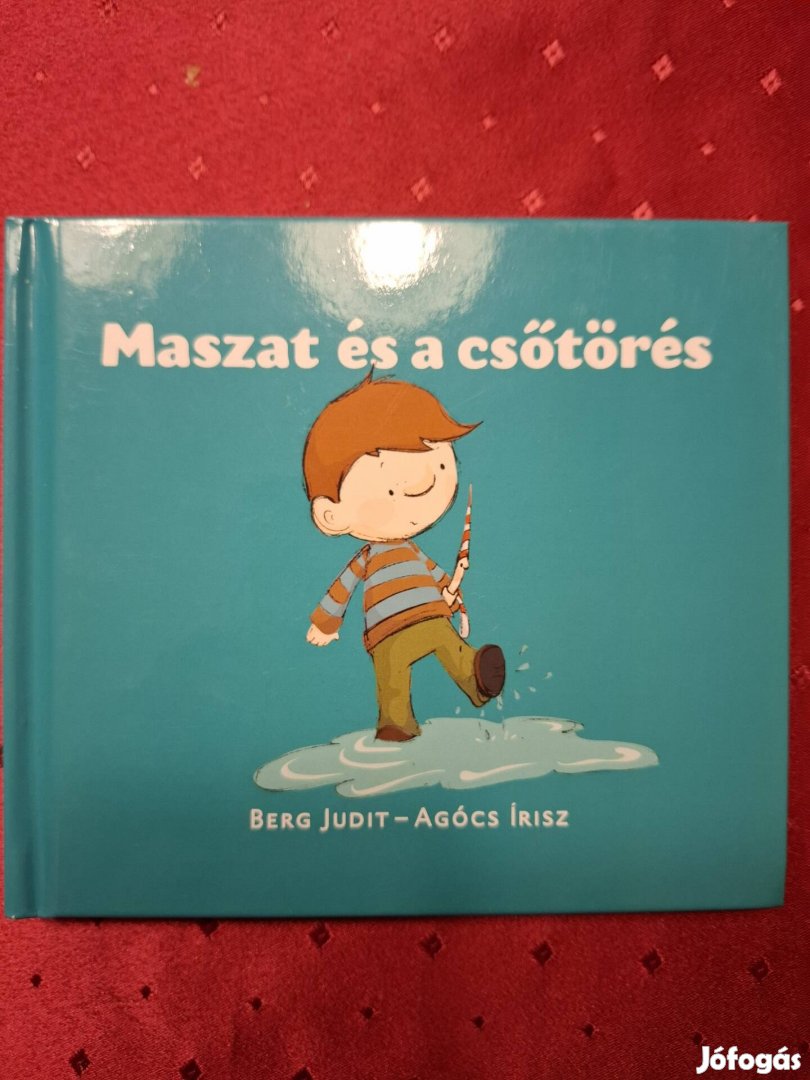 Maszat és a csőtörés
BERG JUDIT – AGÓCS ÍRISZ
Jófogás